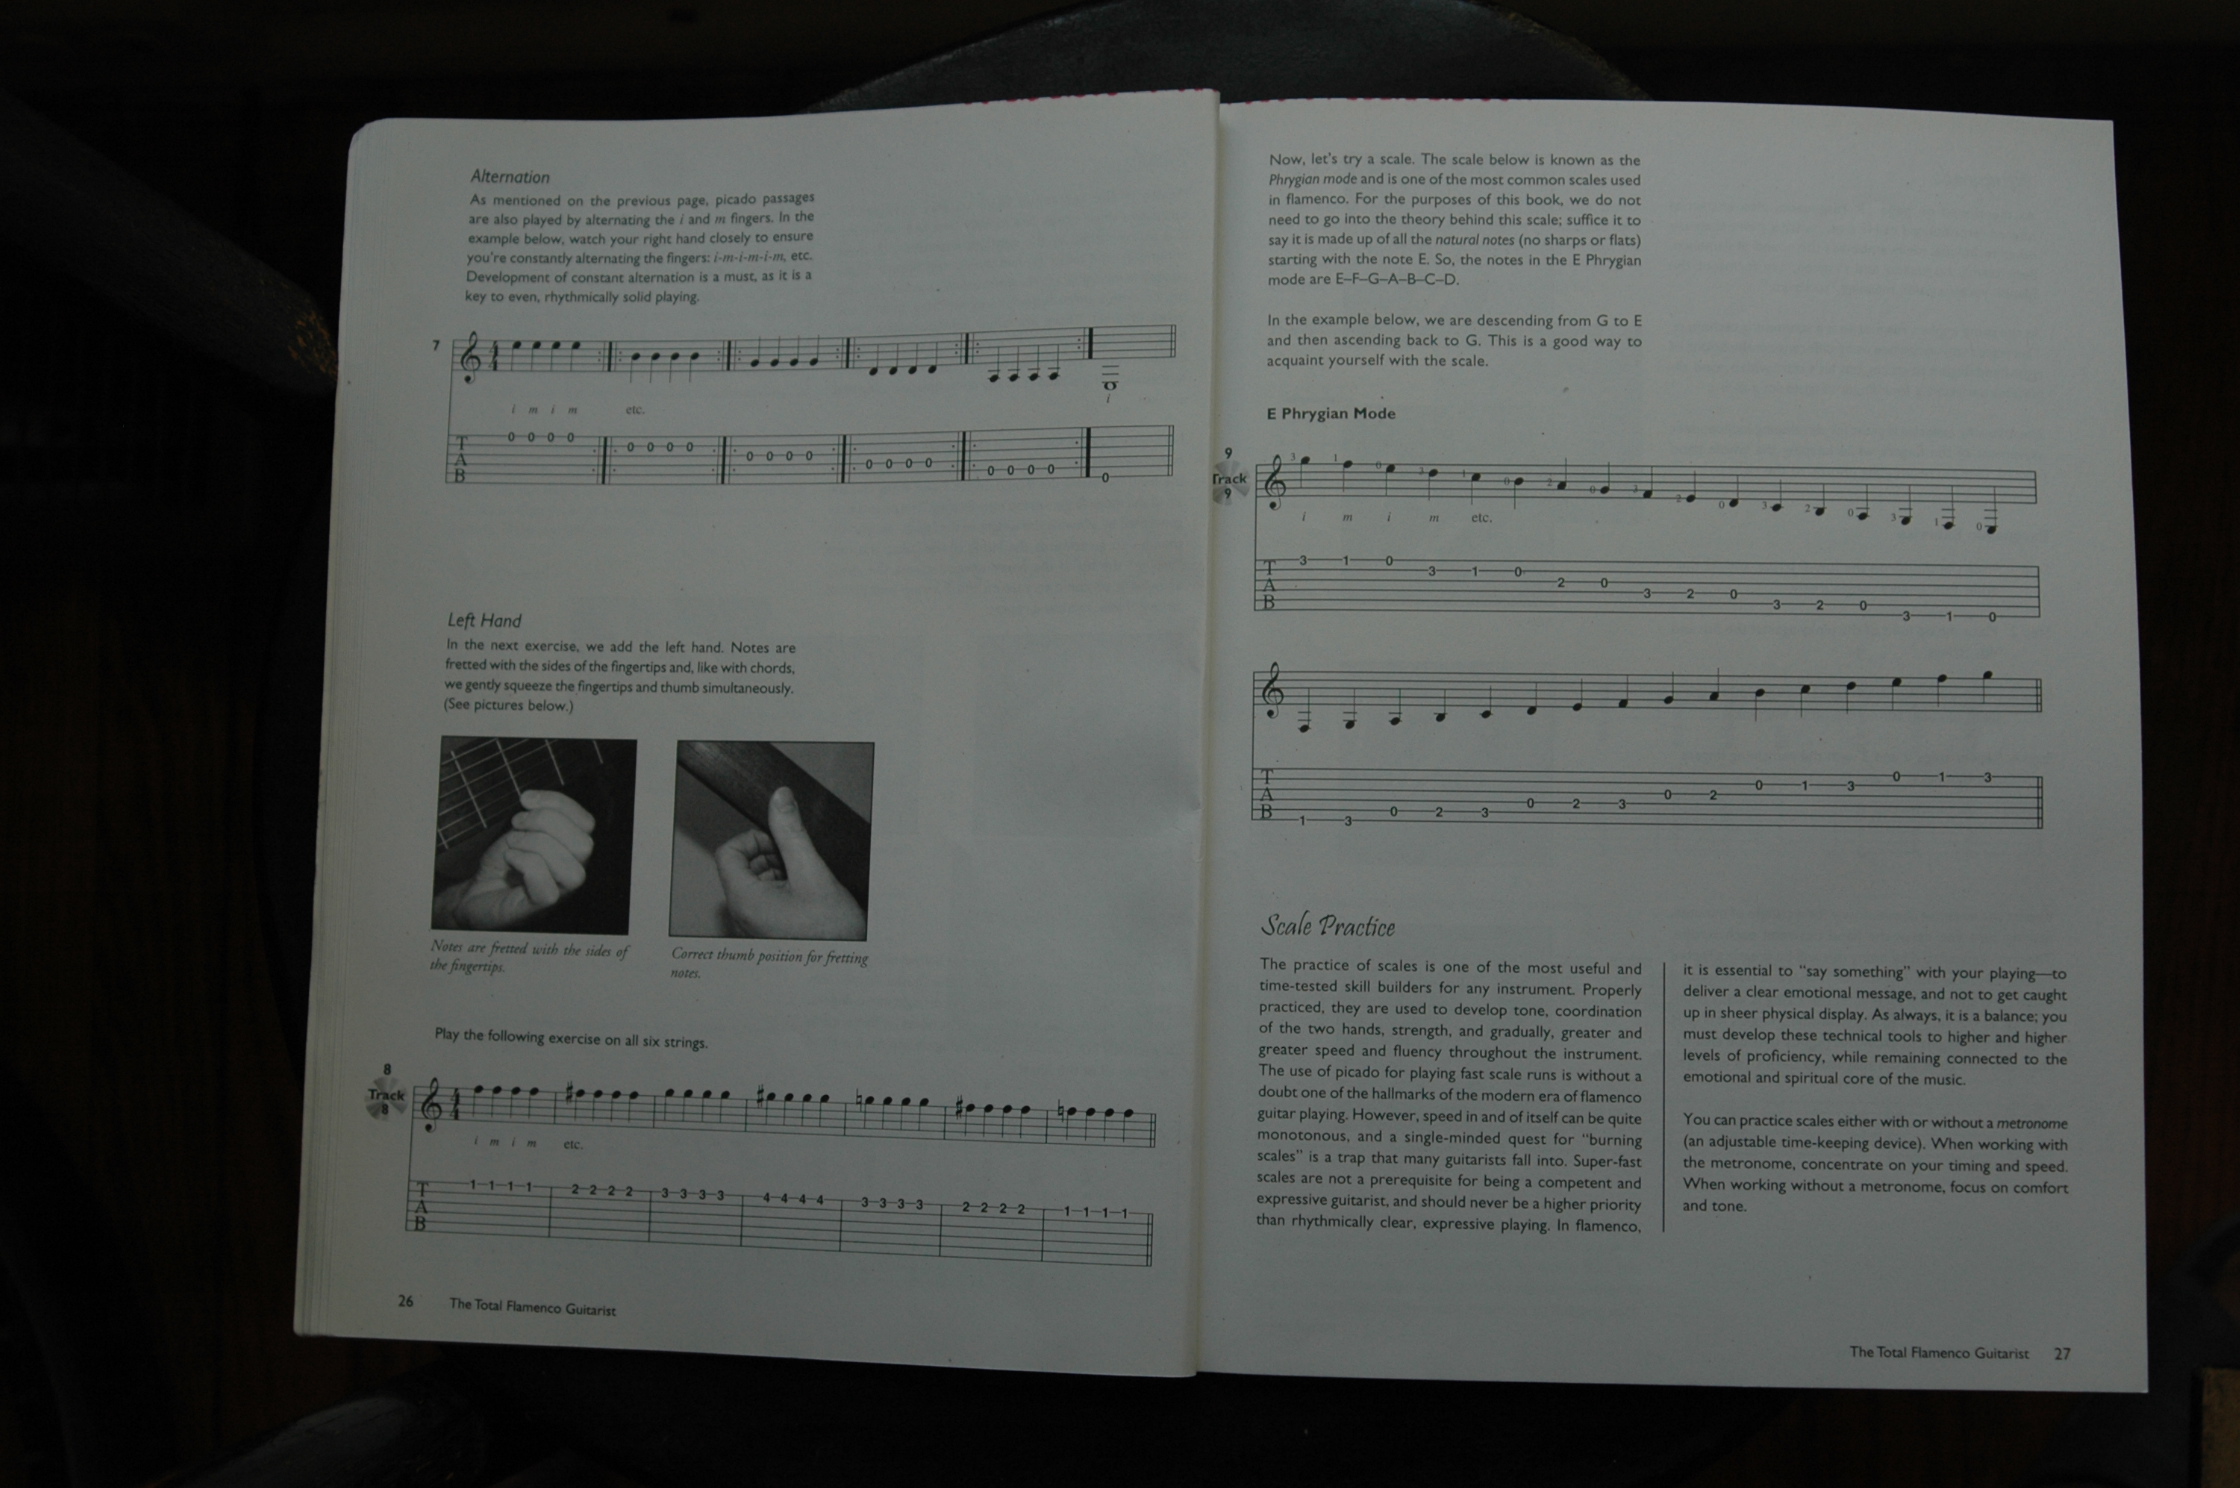 Alternation
As mentioned on the previous page, picado passages
are also played by alternating the i and m fingers. In the
example below, watch your right hand closely to ensure
you're constantly alternating the fingers: i-m-i-m-i-m, etc.
Development of constant alternation is a must, as it is a
key to even, rhythmically solid playing.
7
i m i m etc.
T 0 0 0 0 0 0 0 0 0 0 0 0 0 0 0 0 0 0 0 0 0
A
B
i
Left Hand
In the next exercise, we add the left hand. Notes are
fretted with the sides of the fingertips and, like with chords,
we gently squeeze the fingertips and thumb simultaneously.
(See pictures below.)
Notes are fretted with the sides of
the fingertips.
Correct thumb position for fretting
notes.
Play the following exercise on all six strings.
8
Track
8
i m i m etc.
T 1 1 1 1 2 2 2 2 3 3 3 3 4 4 4 4 3 3 3 3 2 2 2 2 1 1 1 1
A
B
26 The Total Flamenco Guitarist
Now, let's try a scale. The scale below is known as the
Phrygian mode and is one of the most common scales used
in flamenco. For the purposes of this book, we do not
need to go into the theory behind this scale; suffice it to
say it is made up of all the natural notes (no sharps or flats)
starting with the note E. So, the notes in the E Phrygian
mode are E–F–G–A–B–C–D.
In the example below, we are descending from G to E
and then ascending back to G. This is a good way to
acquaint yourself with the scale.
E Phrygian Mode
9
Track
9
3 1 0 3 1 0 2 0 3 2 0 3 2 0 3 1 0
i m i m etc.
T 3 1 0 3 1 0 2 0 3 2 0 3 2 0 3 1 0
A
B
T 1 3 0 2 3 0 2 3 0 2 0 1 3 0 1 3
A
B
Scale Practice
The practice of scales is one of the most useful and
time-tested skill builders for any instrument. Properly
practiced, they are used to develop tone, coordination
of the two hands, strength, and gradually, greater and
greater speed and fluency throughout the instrument.
The use of picado for playing fast scale runs is without a
doubt one of the hallmarks of the modern era of flamenco
guitar playing. However, speed in and of itself can be quite
monotonous, and a single-minded quest for "burning
scales" is a trap that many guitarists fall into. Super-fast
scales are not a prerequisite for being a competent and
expressive guitarist, and should never be a higher priority
than rhythmically clear, expressive playing. In flamenco,
it is essential to "say something" with your playing—to
deliver a clear emotional message, and not to get caught
up in sheer physical display. As always, it is a balance; you
must develop these technical tools to higher and higher
levels of proficiency, while remaining connected to the
emotional and spiritual core of the music.
You can practice scales either with or without a metronome
(an adjustable time-keeping device). When working with
the metronome, concentrate on your timing and speed.
When working without a metronome, focus on comfort
and tone.
The Total Flamenco Guitarist 27